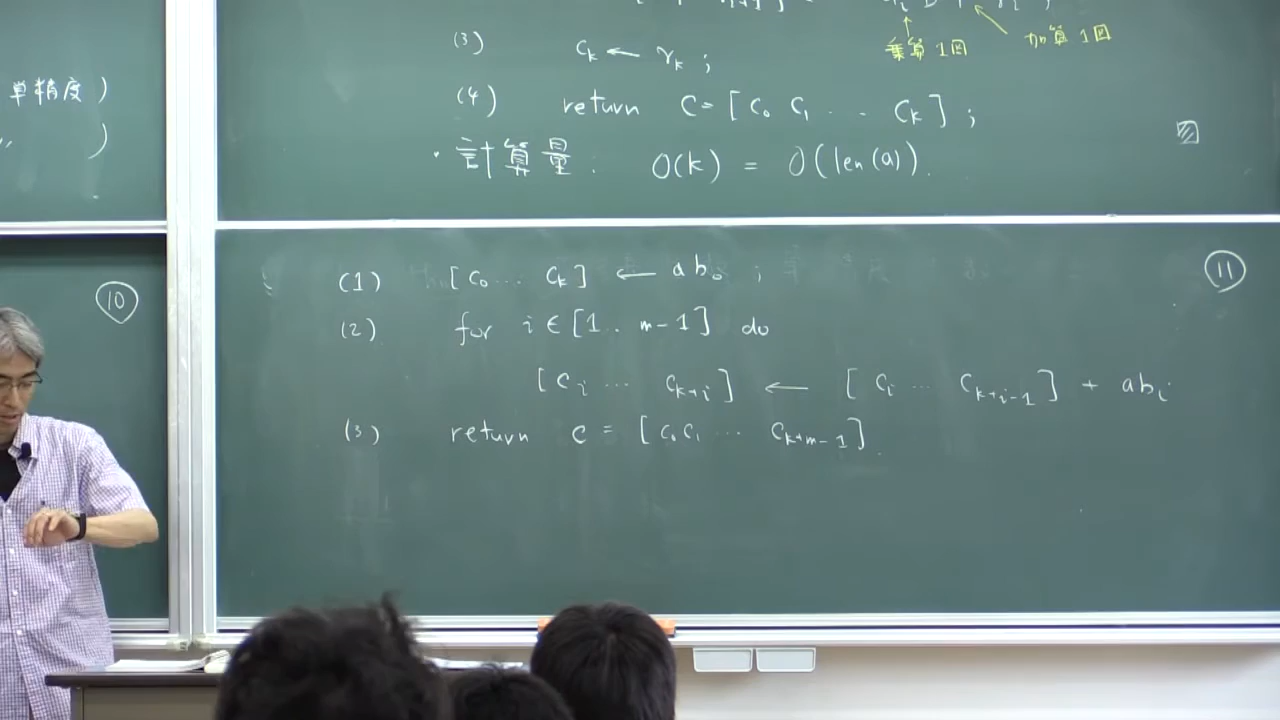 単精度)
〃 )
乗算1回 加算1回
(3) c_k ← r_k ;
(4) return C = [ c_0 c_1 ‥ c_k ] ;
・計算量. O(k) = O(len(a)).
⑩
⑪
(1) [ c_0 … c_k ] ← a b_0 ;
(2) for i ∈ [ 1 .. m-1 ] do
[ c_i … c_{k+i} ] ← [ c_i … c_{k+i-1} ] + a b_i
(3) return c = [ c_0 c_1 … c_{k+m-1} ].